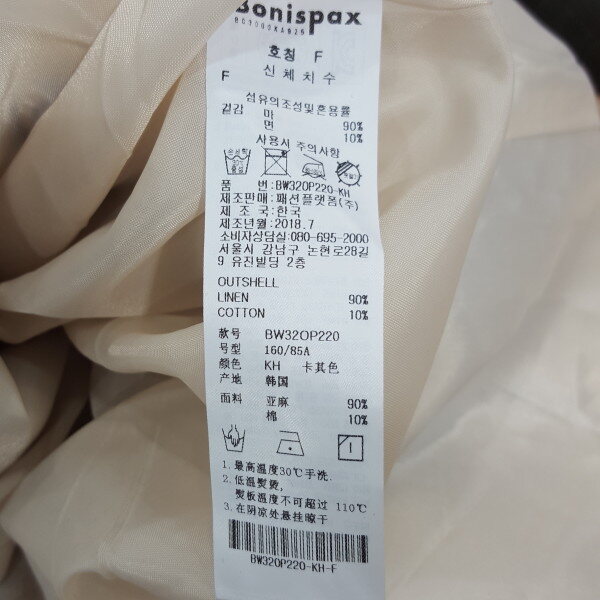 Bonispax
호칭 F
신체치수
F
섬유의조성및혼용률
겉감 마 90%
면 10%
사용시 주의사항
품 번:BW32OP220-KH
제조판매:패션플랫폼(주)
제 조 국:한국
제조년월:2018.7
소비자상담실:080-695-2000
서울시 강남구 논현로28길
9 유진빌딩 2층
OUTSHELL
LINEN 90%
COTTON 10%
款号 BW32OP220
号型 160/85A
颜色 KH 卡其色
产地 韩国
面料 亚麻 90%
棉 10%
1.最高温度30℃手洗.
2.低温熨烫,
熨板温度不可超过 110℃
3.在阴凉处悬挂晾干
BW32OP220-KH-F